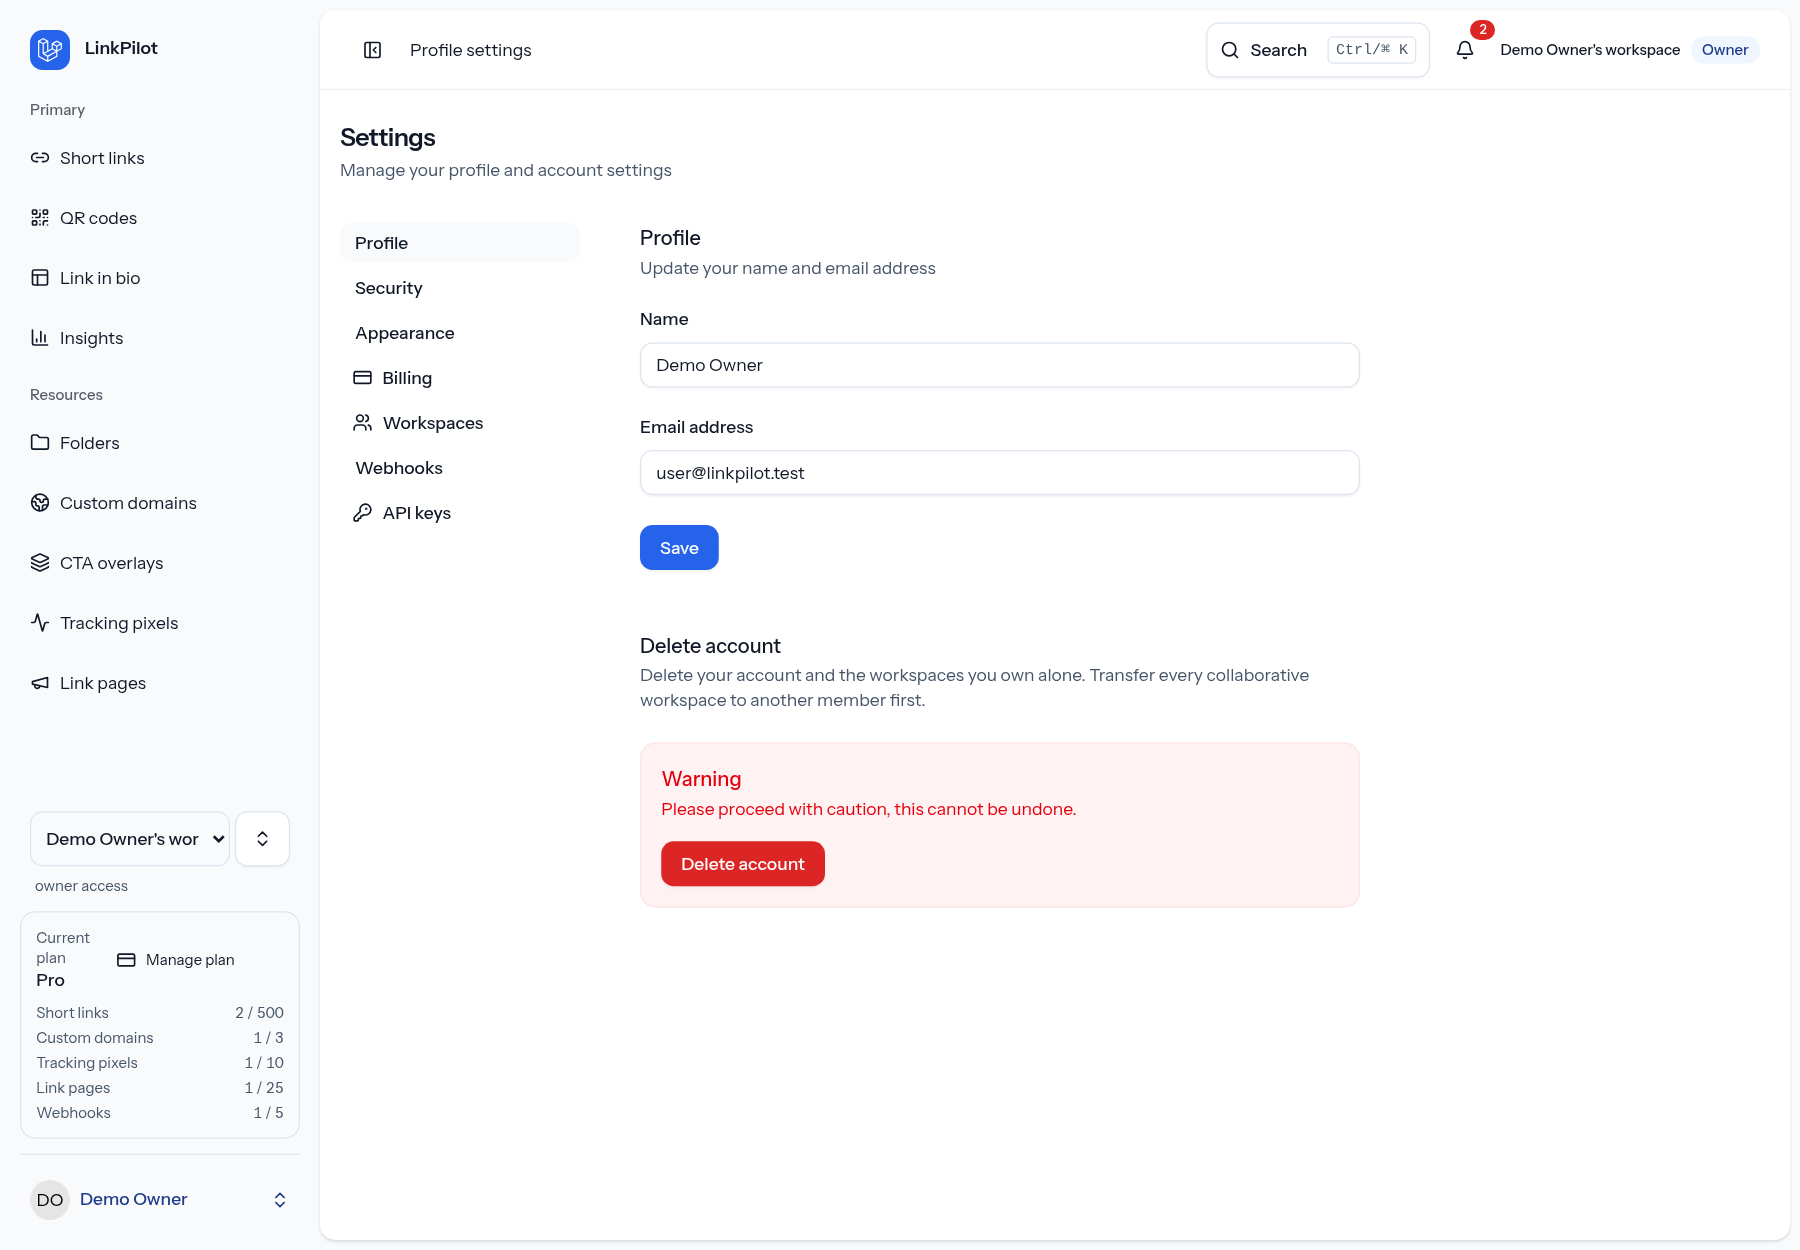 LinkPilot
Primary
Short links
QR codes
Link in bio
Insights
Resources
Folders
Custom domains
CTA overlays
Tracking pixels
Link pages
Demo Owner's wor
owner access
Current
plan
Pro
Manage plan
Short links 2 / 500
Custom domains 1 / 3
Tracking pixels 1 / 10
Link pages 1 / 25
Webhooks 1 / 5
DO Demo Owner
Profile settings
Search Ctrl/⌘ K
2
Demo Owner's workspace Owner
Settings
Manage your profile and account settings
Profile
Security
Appearance
Billing
Workspaces
Webhooks
API keys
Profile
Update your name and email address
Name
Demo Owner
Email address
user@linkpilot.test
Save
Delete account
Delete your account and the workspaces you own alone. Transfer every collaborative
workspace to another member first.
Warning
Please proceed with caution, this cannot be undone.
Delete account